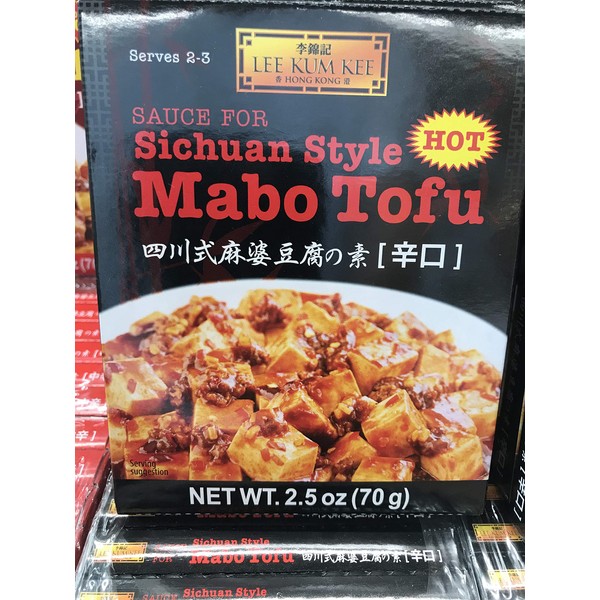 Serves 2-3
李錦記
LEE KUM KEE
香 HONG KONG 港
SAUCE FOR
Sichuan Style
HOT
Mabo Tofu
四川式麻婆豆腐の素 [辛口]
Serving
suggestion
NET WT. 2.5 oz (70 g)
Sichuan Style
FOR
Mabo Tofu 四川式麻婆豆腐の素 [辛口]
SAUCE
Sichuan Style